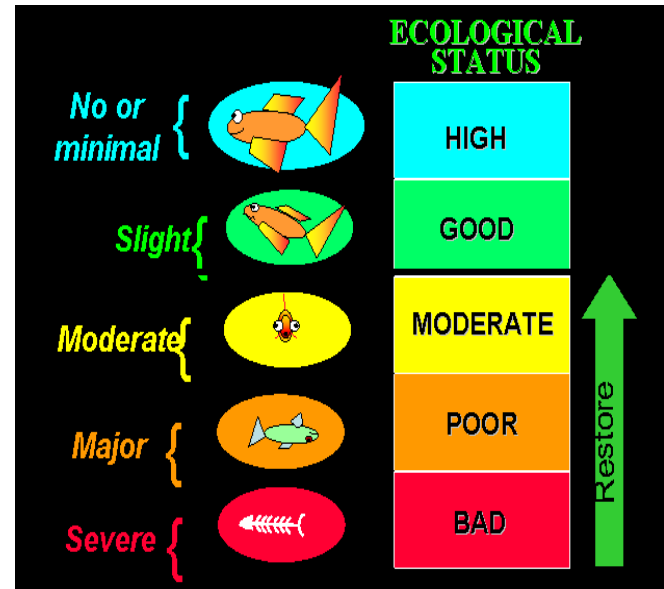 ECOLOGICAL
STATUS
No or
minimal
HIGH
Slight
GOOD
Moderate
MODERATE
Major
POOR
Severe
BAD
Restore